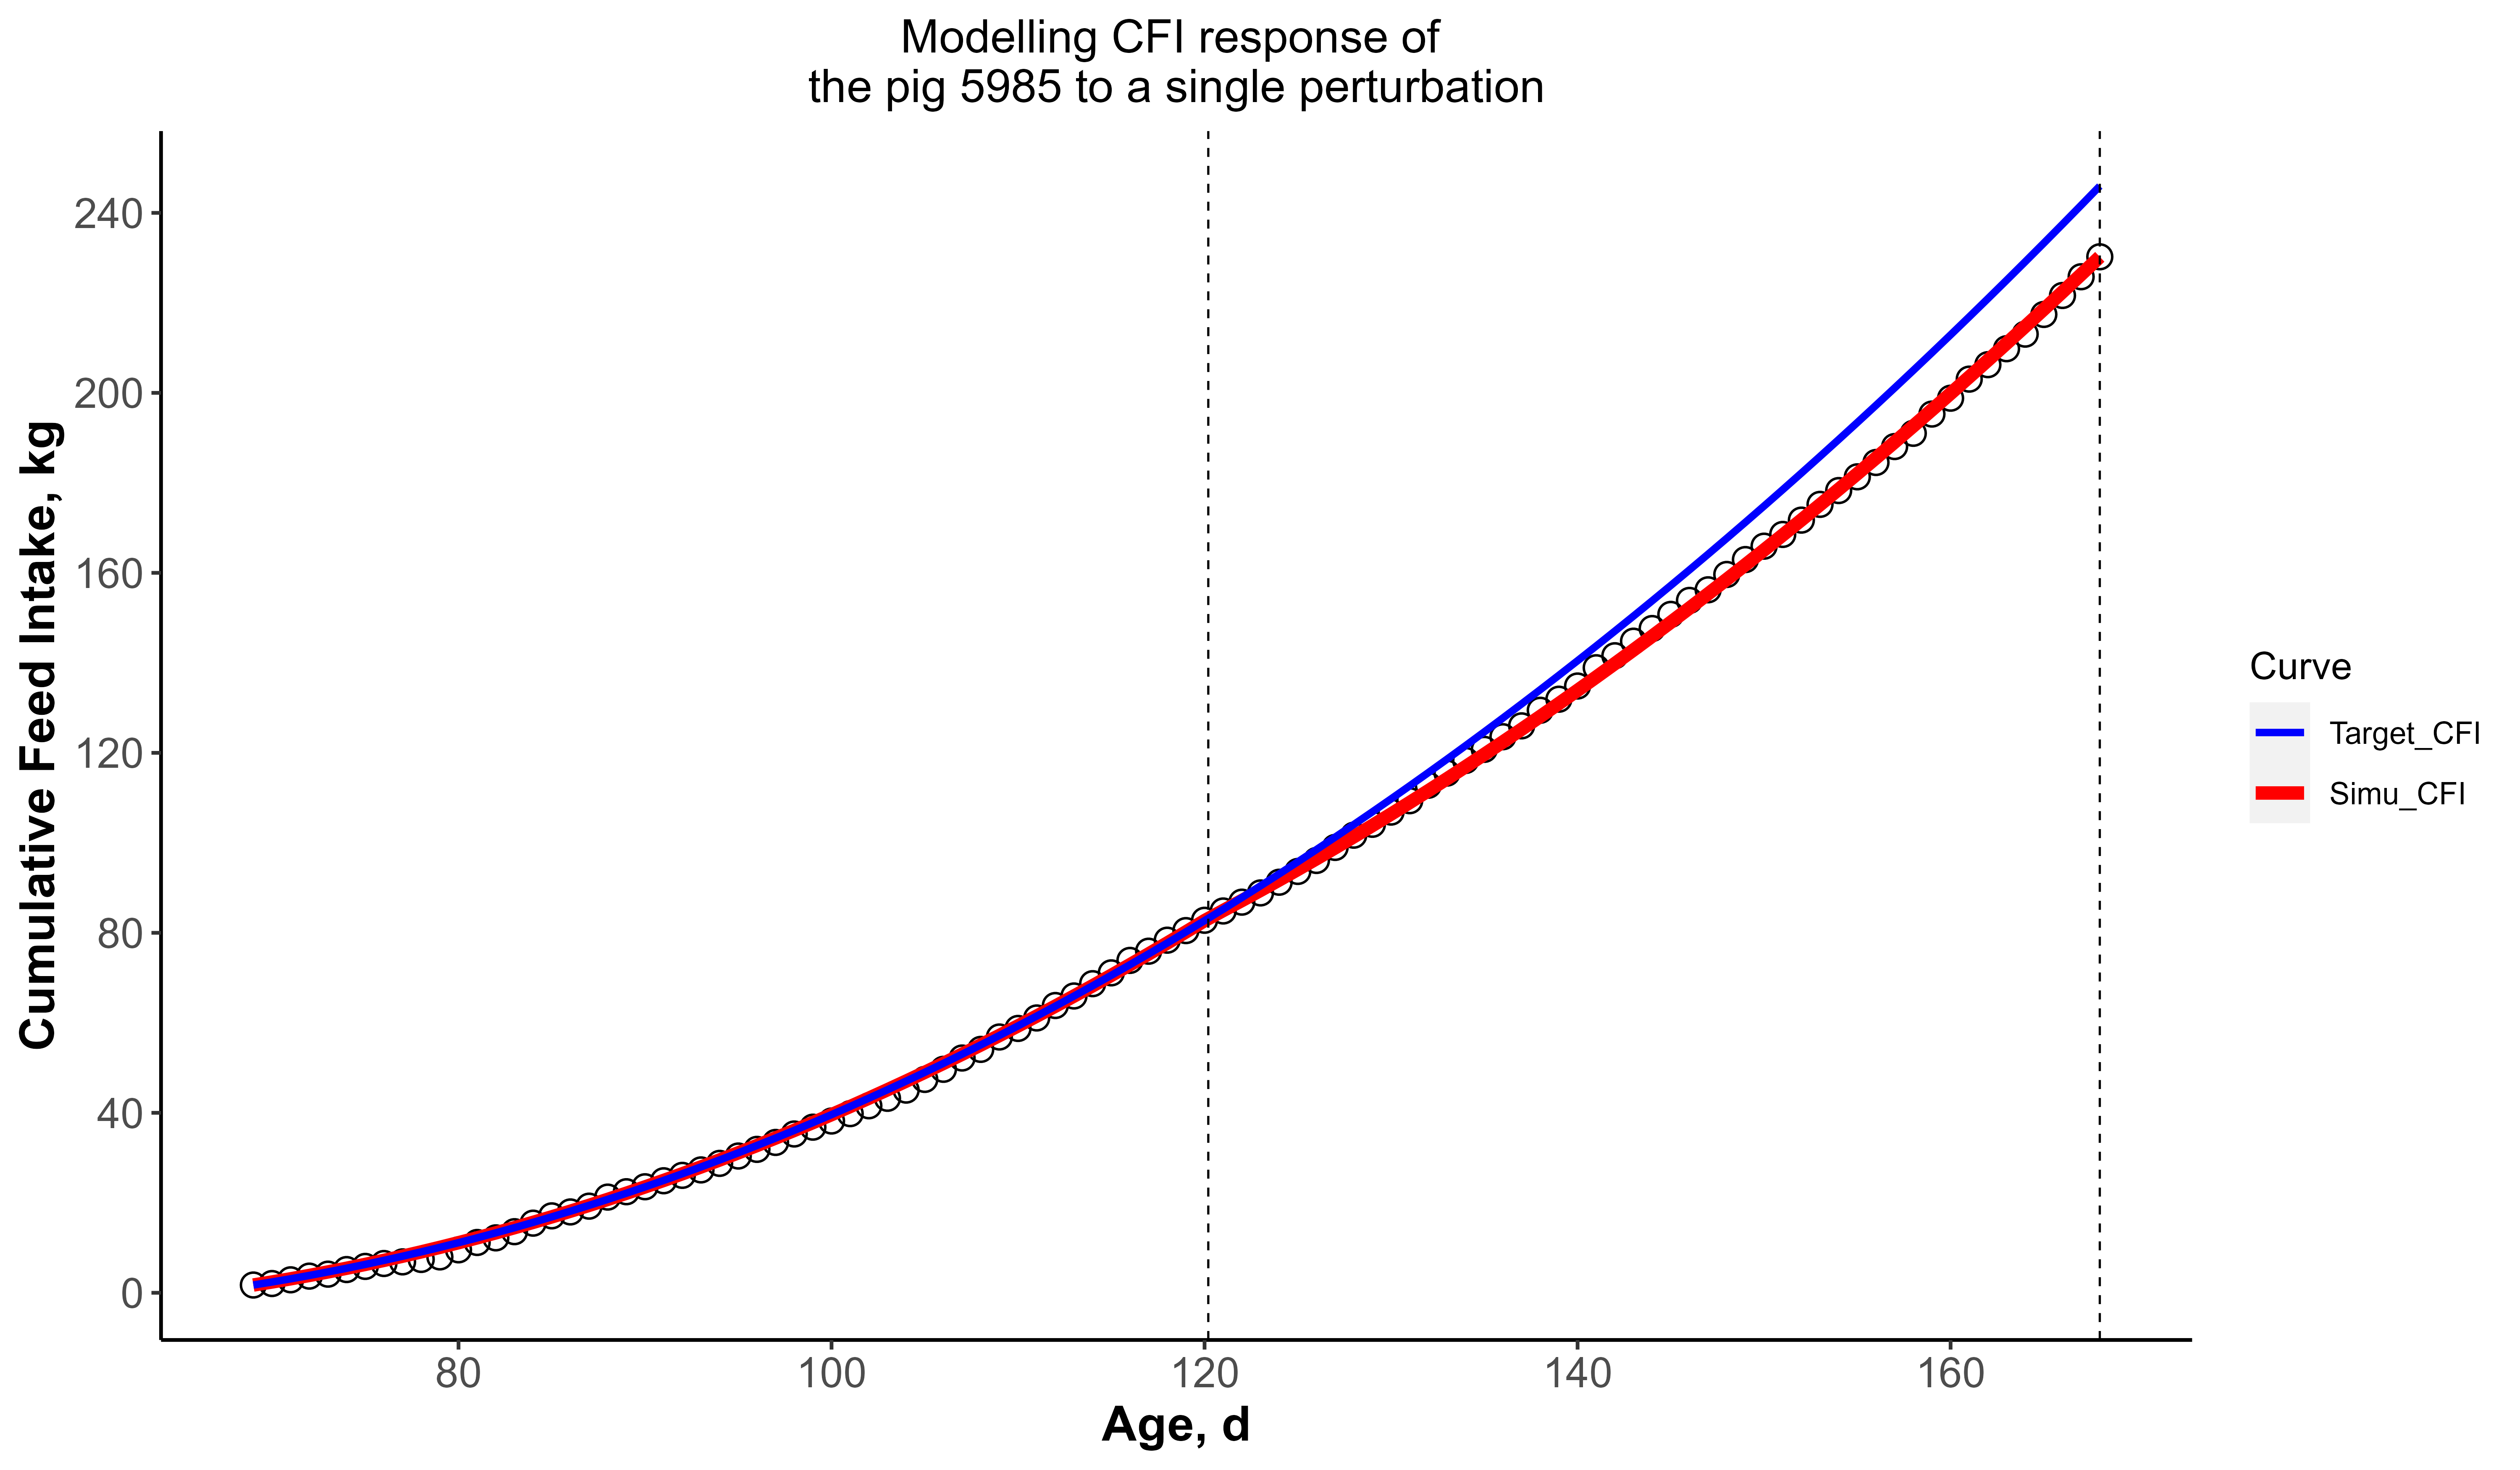 Modelling CFI response of
the pig 5985 to a single perturbation
Cumulative Feed Intake, kg
240
200
160
120
80
40
0
80
100
120
140
160
Age, d
Curve
Target_CFI
Simu_CFI